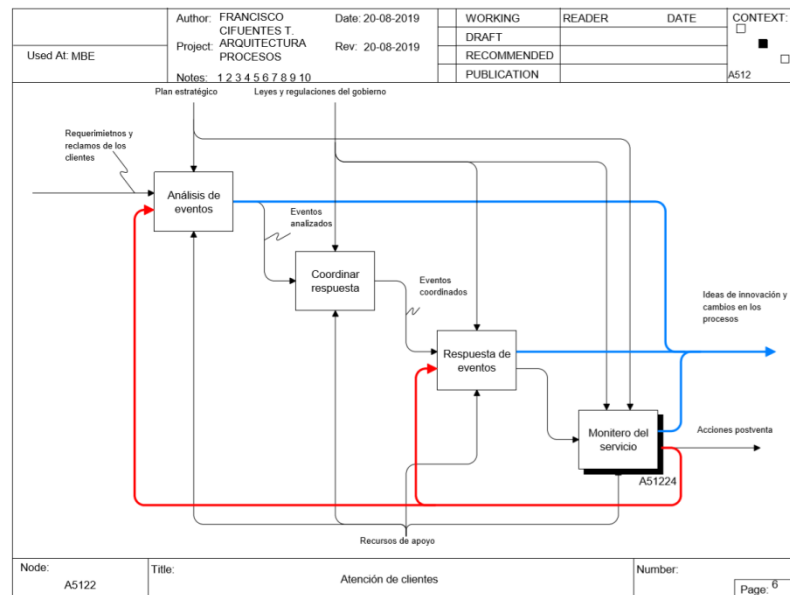 Used At: MBE
Author: FRANCISCO
CIFUENTES T.
Project: ARQUITECTURA
PROCESOS
Notes: 1 2 3 4 5 6 7 8 9 10
Date: 20-08-2019
Rev: 20-08-2019
WORKING
DRAFT
RECOMMENDED
PUBLICATION
READER
DATE
CONTEXT:
A512
Plan estratégico
Leyes y regulaciones del gobierno
Requerimietnos y
reclamos de los
clientes
Análisis de
eventos
Eventos
analizados
Coordinar
respuesta
Eventos
coordinados
Ideas de innovación y
cambios en los
procesos
Respuesta de
eventos
Monitero del
servicio
Acciones postventa
A51224
Recursos de apoyo
Node:
A5122
Title:
Atención de clientes
Number:
Page: 6